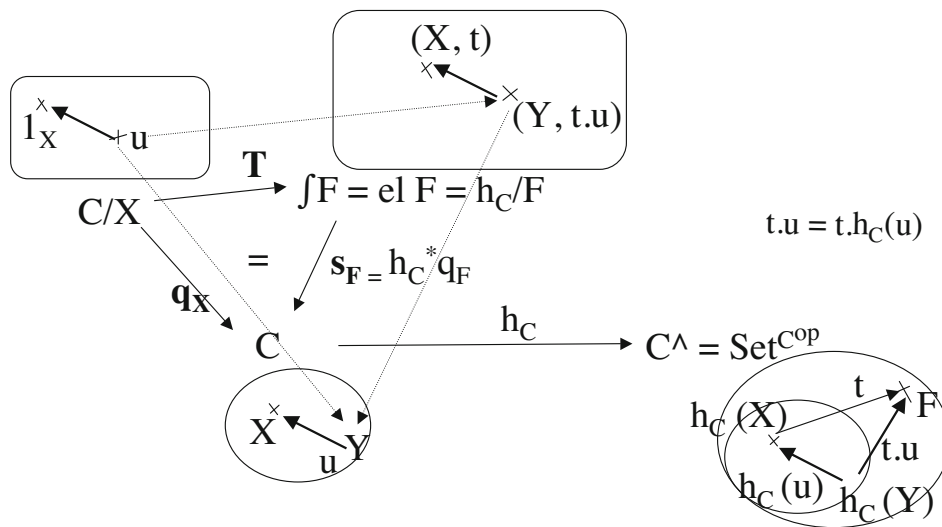 (X, t)
1X
u
(Y, t.u)
T
C/X
∫F = el F = hC/F
t.u = t.hC(u)
=
sF = hC*qF
qX
hC
C
C^ = SetCop
t
F
hC (X)
X
u
Y
t.u
hC (u)
hC (Y)